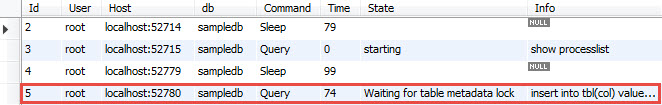 Id User Host: db Command Time State Info
2 root localhost:52714 sampledb Sleep 79 NULL
3 root localhost:52715 sampledb Query 0 starting show processlist
4 root localhost:52779 sampledb Sleep 99 NULL
5 root localhost:52780 sampledb Query 74 Waiting for table metadata lock insert into tbl(col) value...